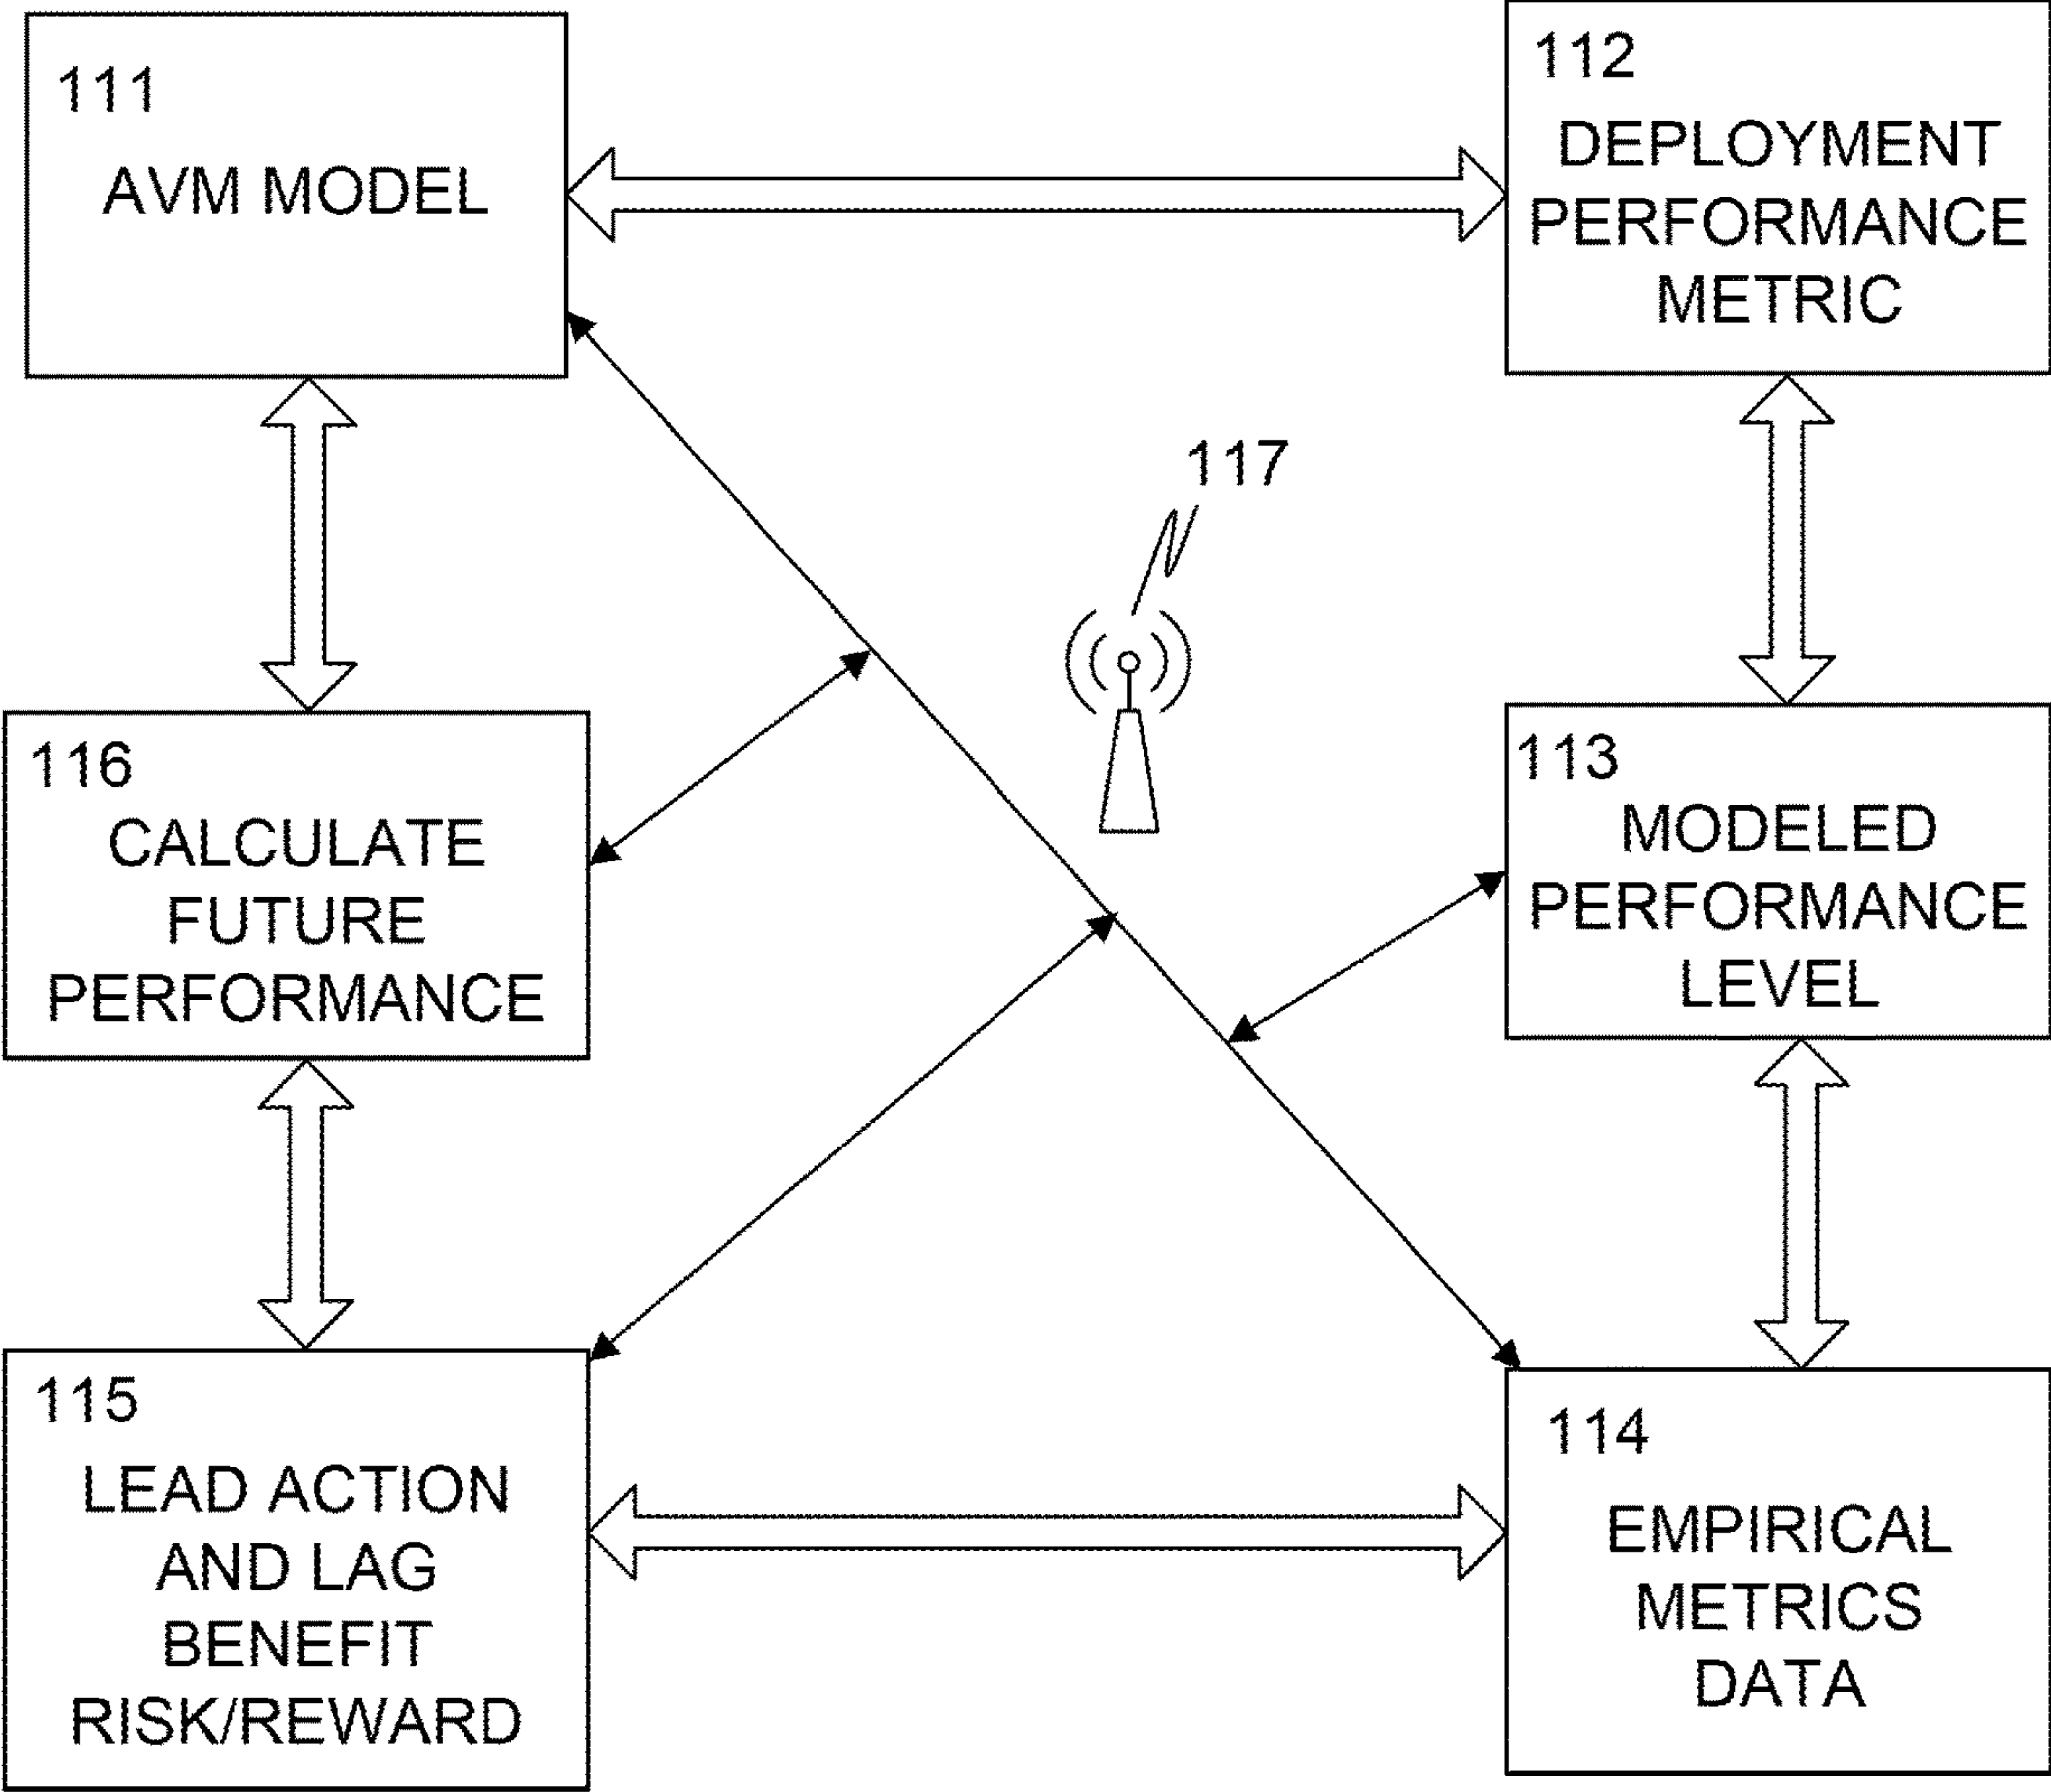 111
AVM MODEL
112
DEPLOYMENT
PERFORMANCE
METRIC
117
116
CALCULATE
FUTURE
PERFORMANCE
113
MODELED
PERFORMANCE
LEVEL
115
LEAD ACTION
AND LAG
BENEFIT
RISK/REWARD
114
EMPIRICAL
METRICS
DATA